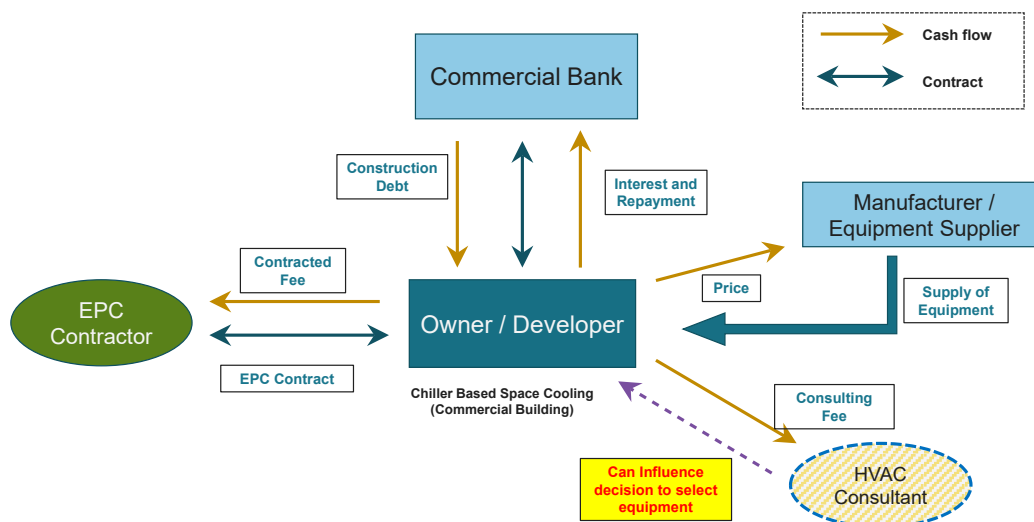 Cash flow
Contract
Commercial Bank
Construction
Debt
Interest and
Repayment
Manufacturer /
Equipment Supplier
Contracted
Fee
Price
Supply of
Equipment
EPC
Contractor
Owner / Developer
EPC Contract
Chiller Based Space Cooling
(Commercial Building)
Consulting
Fee
Can Influence
decision to select
equipment
HVAC
Consultant